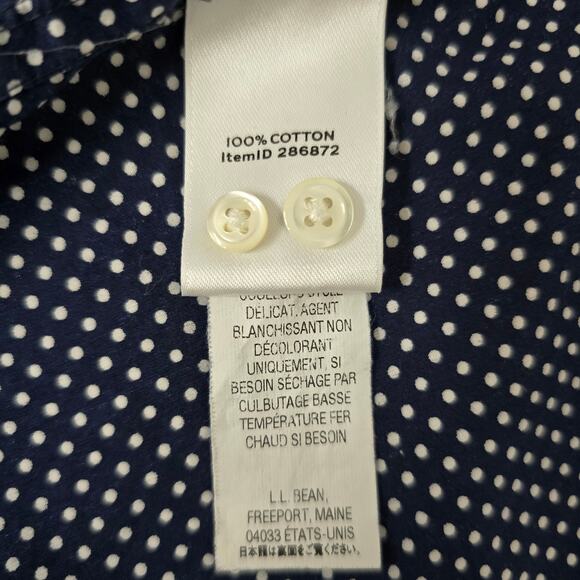 100% COTTON
ItemID 286872
DÉLICAT. AGENT
BLANCHISSANT NON
DÉCOLORANT
UNIQUEMENT, SI
BESOIN SÉCHAGE PAR
CULBUTAGE BASSE
TEMPÉRATURE FER
CHAUD SI BESOIN
L.L. BEAN,
FREEPORT, MAINE
04033 ÉTATS-UNIS
日本語は裏面をご覧ください。